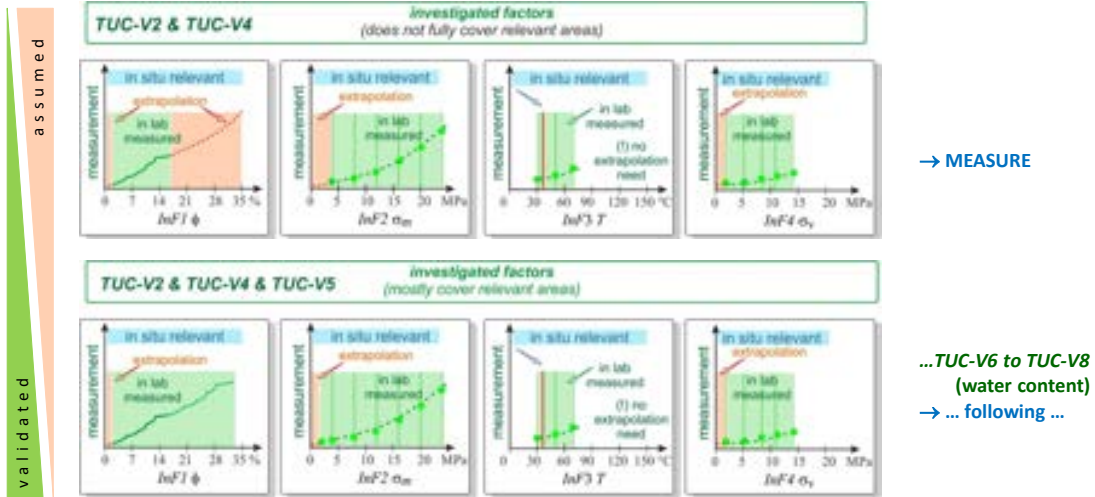 assumed
validated
TUC-V2 & TUC-V4
investigated factors
(does not fully cover relevant areas)
in situ relevant
extrapolation
in lab
measured
measurement
0 7 14 21 28 35 %
InF1 ϕ
in situ relevant
extrapolation
in lab
measured
measurement
0 5 10 15 20 MPa
InF2 σm
in situ relevant
in lab
measured
(!) no
extrapolation
need
measurement
0 30 60 90 120 150 °C
InF3 T
in situ relevant
extrapolation
in lab
measured
measurement
0 5 10 15 20 MPa
InF4 σv
→ MEASURE
TUC-V2 & TUC-V4 & TUC-V5
investigated factors
(mostly cover relevant areas)
in situ relevant
extrapolation
in lab
measured
measurement
0 7 14 21 28 35 %
InF1 ϕ
in situ relevant
extrapolation
in lab
measured
measurement
0 5 10 15 20 MPa
InF2 σm
in situ relevant
in lab
measured
(!) no
extrapolation
need
measurement
0 30 60 90 120 150 °C
InF3 T
in situ relevant
extrapolation
in lab
measured
measurement
0 5 10 15 20 MPa
InF4 σv
...TUC-V6 to TUC-V8
(water content)
→ ... following ...